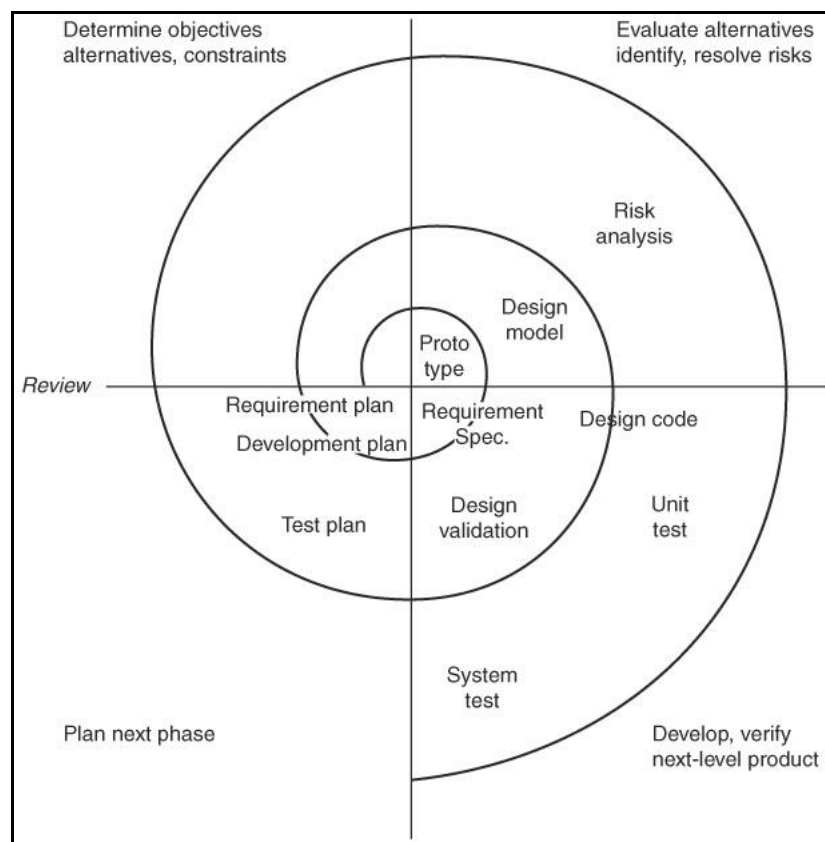 Determine objectives
alternatives, constraints
Evaluate alternatives
identify, resolve risks
Risk
analysis
Design
model
Proto
type
Review
Requirement plan
Requirement
Spec.
Design code
Development plan
Test plan
Design
validation
Unit
test
System
test
Plan next phase
Develop, verify
next-level product